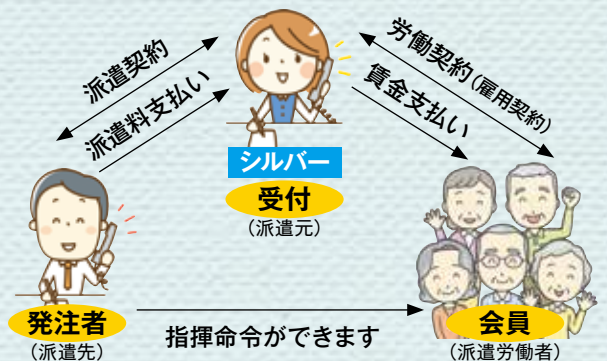 派遣契約
派遣料支払い
労働契約(雇用契約)
賃金支払い
シルバー
受付
(派遣元)
発注者
(派遣先)
指揮命令ができます
会員
(派遣労働者)